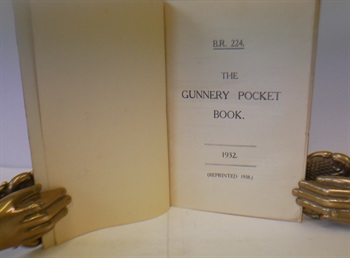 B.R. 224.
THE
GUNNERY POCKET
BOOK.
1932.
(REPRINTED 1938)